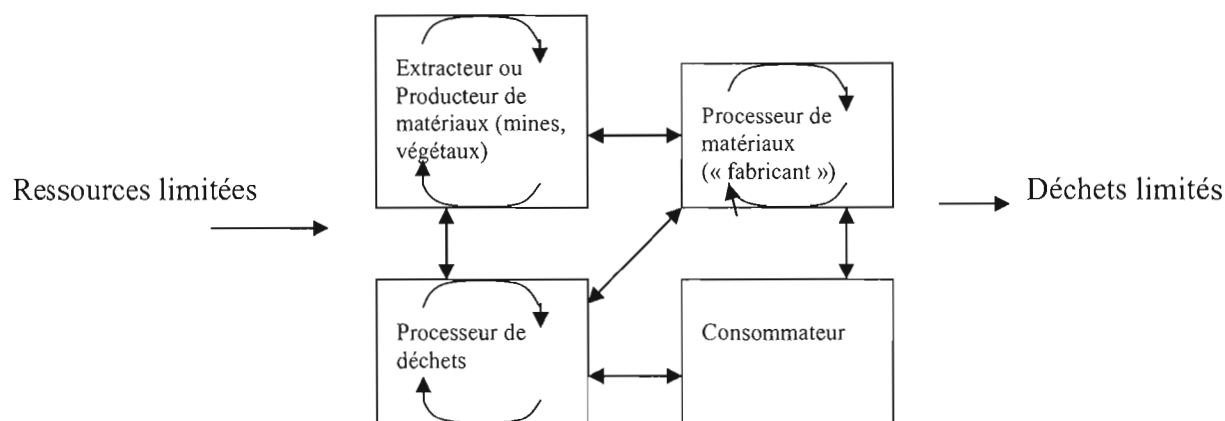 Extracteur ou
Producteur de
matériaux (mines,
végétaux)
Processeur de
matériaux
(« fabricant »)
Ressources limitées
Déchets limités
Processeur de
déchets
Consommateur